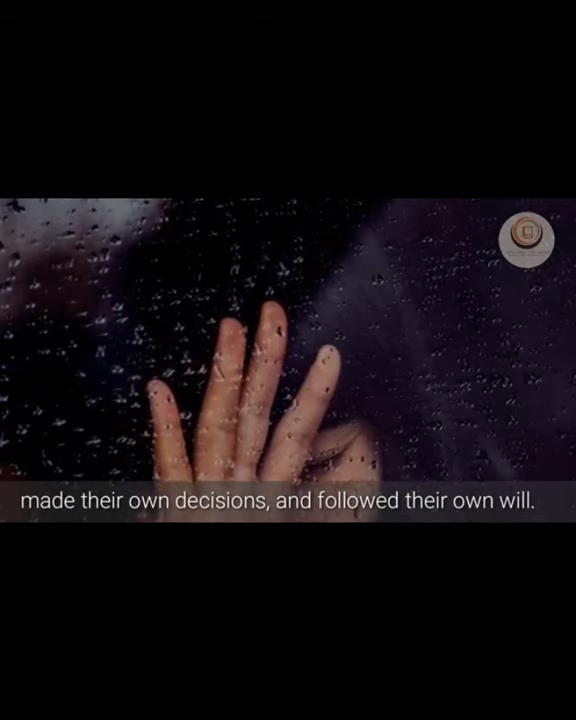 made their own decisions, and followed their own will.